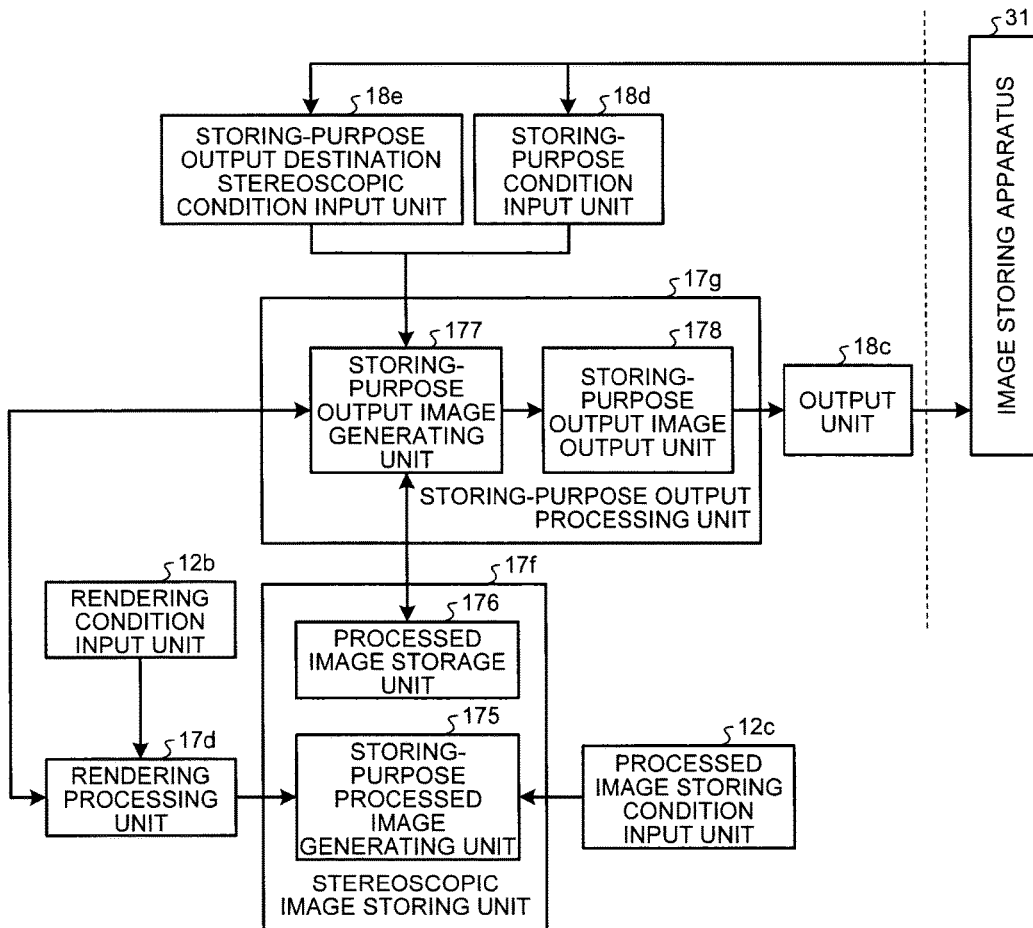 31
IMAGE STORING APPARATUS
18e
STORING-PURPOSE
OUTPUT DESTINATION
STEREOSCOPIC
CONDITION INPUT UNIT
18d
STORING-
PURPOSE
CONDITION
INPUT UNIT
17g
177
STORING-
PURPOSE
OUTPUT IMAGE
GENERATING
UNIT
178
STORING-
PURPOSE
OUTPUT IMAGE
OUTPUT UNIT
18c
OUTPUT
UNIT
STORING-PURPOSE OUTPUT
PROCESSING UNIT
12b
RENDERING
CONDITION
INPUT UNIT
17f
176
PROCESSED
IMAGE STORAGE
UNIT
17d
RENDERING
PROCESSING
UNIT
175
STORING-
PURPOSE
PROCESSED
IMAGE
GENERATING UNIT
12c
PROCESSED
IMAGE STORING
CONDITION
INPUT UNIT
STEREOSCOPIC
IMAGE STORING UNIT